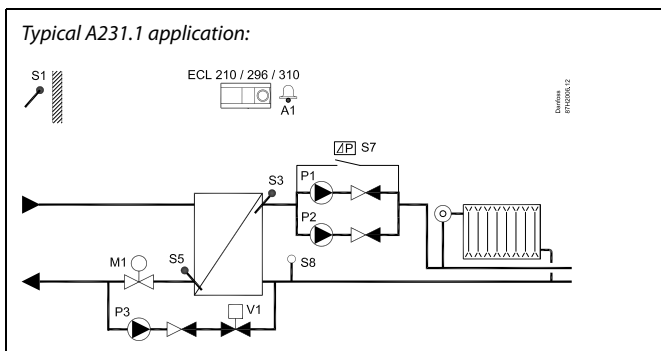 Typical A231.1 application:
S1
ECL 210 / 296 / 310
A1
Danfoss
87H2006.12
P S7
P1
S3
P2
M1
S5
S8
P3
V1